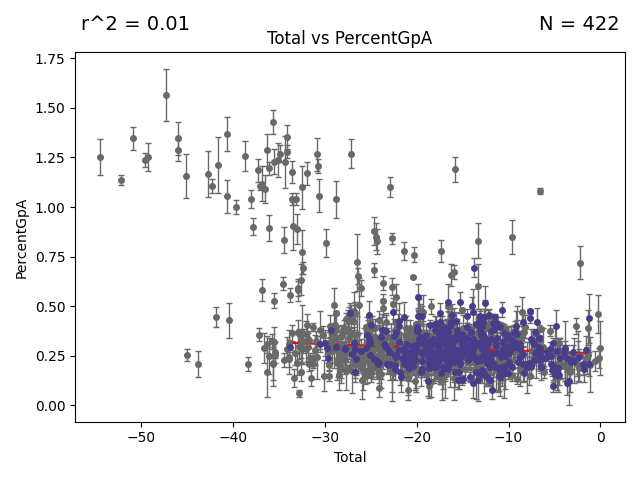 r^2 = 0.01
N = 422
Total vs PercentGpA
PercentGpA
1.75
1.50
1.25
1.00
0.75
0.50
0.25
0.00
−50
−40
−30
−20
−10
0
Total